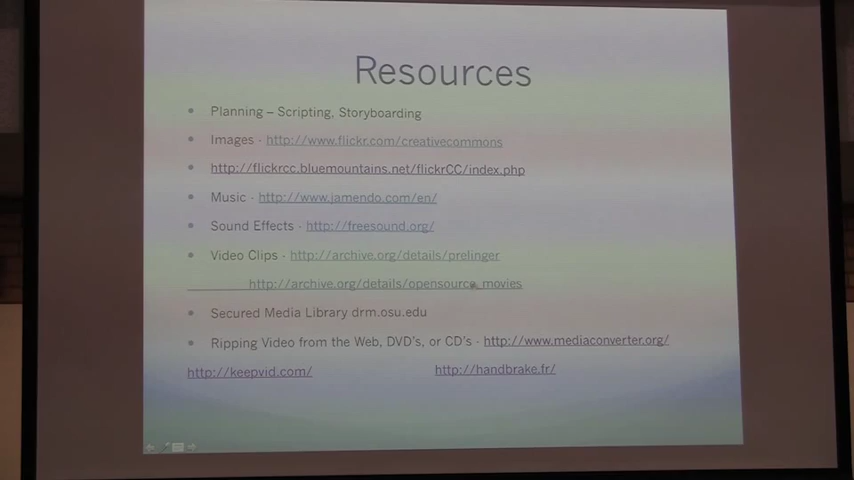 Resources
• Planning – Scripting, Storyboarding
• Images - http://www.flickr.com/creativecommons
• http://flickrcc.bluemountains.net/flickrCC/index.php
• Music - http://www.jamendo.com/en/
• Sound Effects - http://freesound.org/
• Video Clips - http://archive.org/details/prelinger
http://archive.org/details/opensource_movies
• Secured Media Library drm.osu.edu
• Ripping Video from the Web, DVD's, or CD's - http://www.mediaconverter.org/
http://keepvid.com/ http://handbrake.fr/